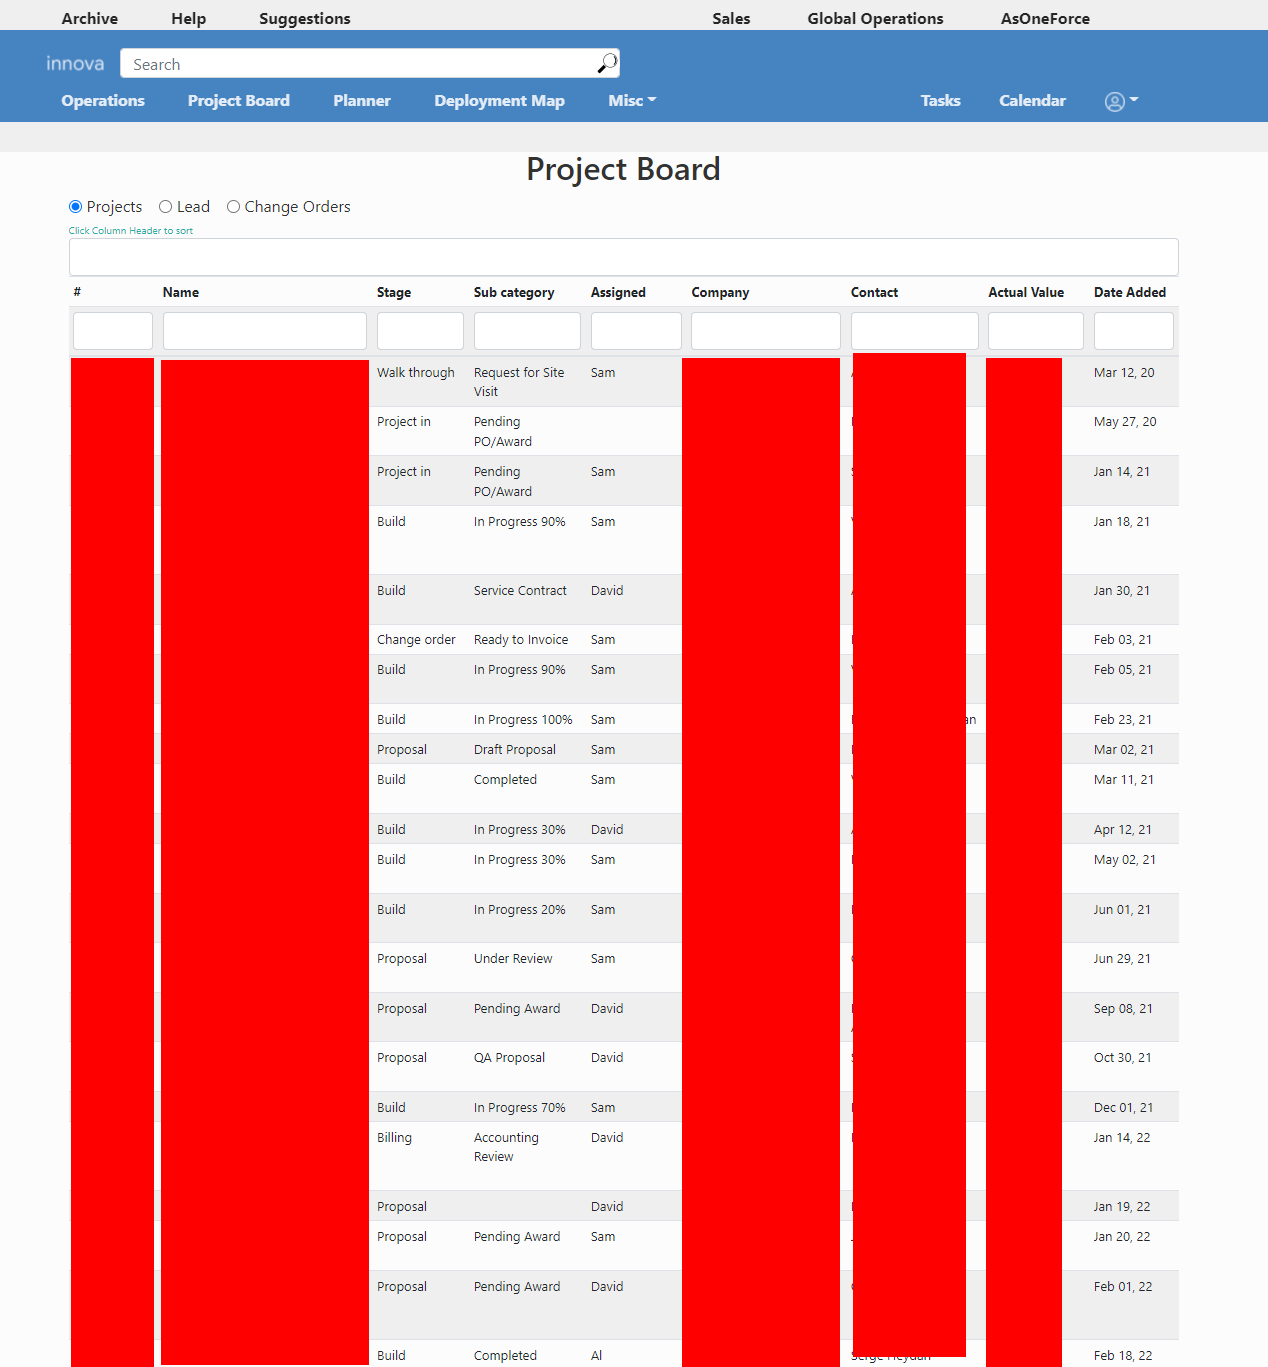 Archive Help Suggestions Sales Global Operations AsOneForce
innova Search
Operations Project Board Planner Deployment Map Misc Tasks Calendar
Project Board
Projects Lead Change Orders
Click Column Header to sort
# Name Stage Sub category Assigned Company Contact Actual Value Date Added
Walk through Request for Site Sam Mar 12, 20
Visit
Project in Pending May 27, 20
PO/Award
Project in Pending Sam Jan 14, 21
PO/Award
Build In Progress 90% Sam Jan 18, 21
Build Service Contract David Jan 30, 21
Change order Ready to Invoice Sam Feb 03, 21
Build In Progress 90% Sam Feb 05, 21
Build In Progress 100% Sam an Feb 23, 21
Proposal Draft Proposal Sam Mar 02, 21
Build Completed Sam Mar 11, 21
Build In Progress 30% David Apr 12, 21
Build In Progress 30% Sam May 02, 21
Build In Progress 20% Sam Jun 01, 21
Proposal Under Review Sam Jun 29, 21
Proposal Pending Award David Sep 08, 21
Proposal QA Proposal David Oct 30, 21
Build In Progress 70% Sam Dec 01, 21
Billing Accounting David Jan 14, 22
Review
Proposal David Jan 19, 22
Proposal Pending Award Sam Jan 20, 22
Proposal Pending Award David Feb 01, 22
Build Completed Al Feb 18, 22